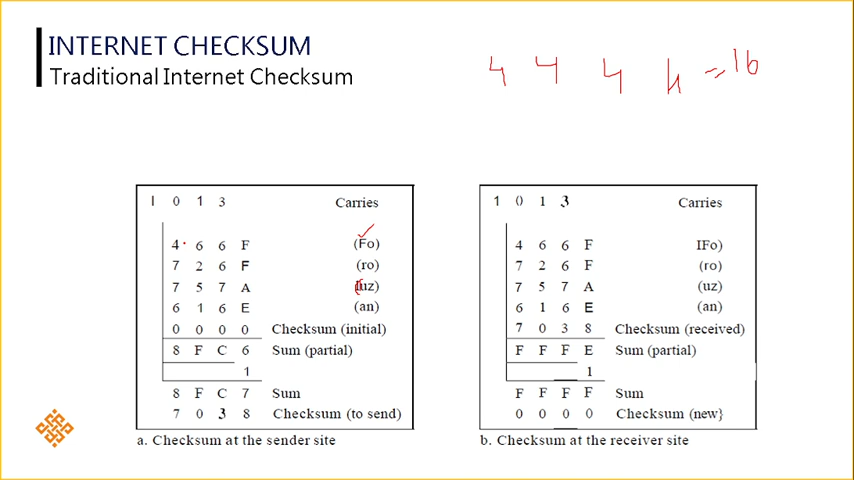 INTERNET CHECKSUM
Traditional Internet Checksum
4 4 4 4 = 16
1 0 1 3 Carries
4 6 6 F (Fo)
7 2 6 F (ro)
7 5 7 A (uz)
6 1 6 E (an)
0 0 0 0 Checksum (initial)
8 F C 6 Sum (partial)
1
8 F C 7 Sum
7 0 3 8 Checksum (to send)
a. Checksum at the sender site
1 0 1 3 Carries
4 6 6 F IFo)
7 2 6 F (ro)
7 5 7 A (uz)
6 1 6 E (an)
7 0 3 8 Checksum (received)
F F F E Sum (partial)
1
F F F F Sum
0 0 0 0 Checksum (new}
b. Checksum at the receiver site